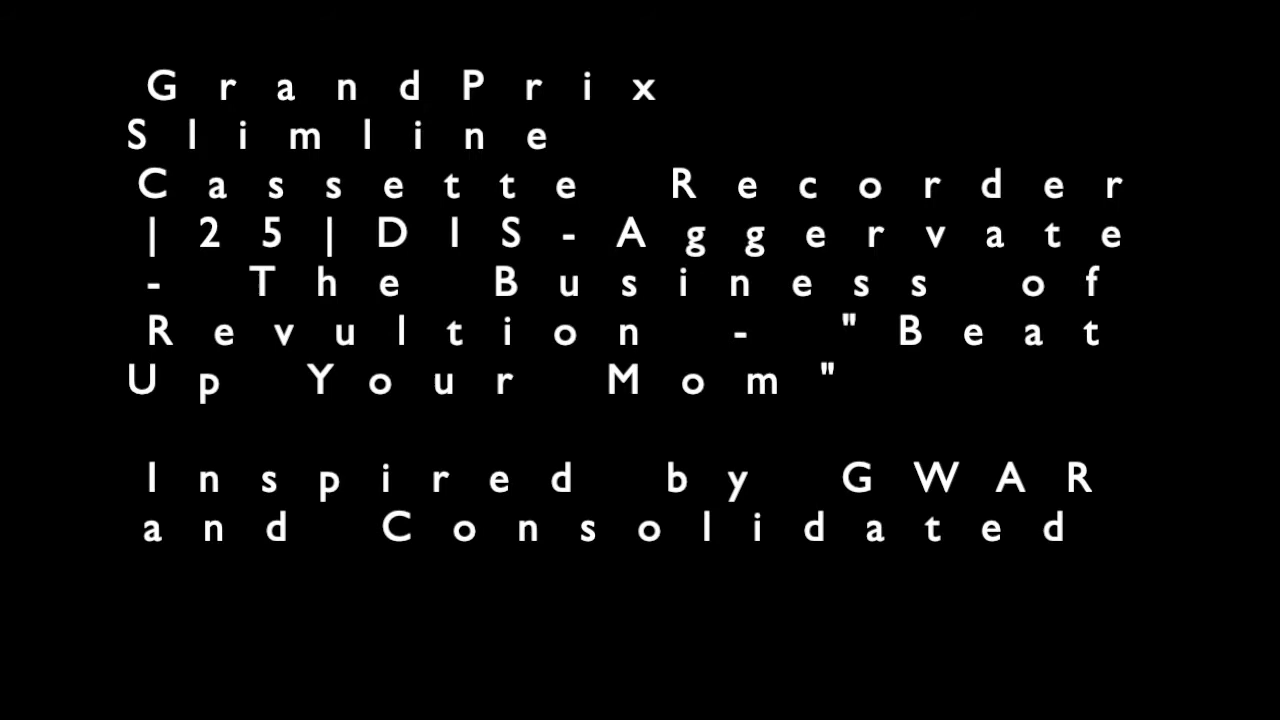 GrandPrix
Slimline
Cassette Recorder
|25|DIS-Aggervate
- The Business of
Revultion - "Beat
Up Your Mom"
Inspired by GWAR
and Consolidated